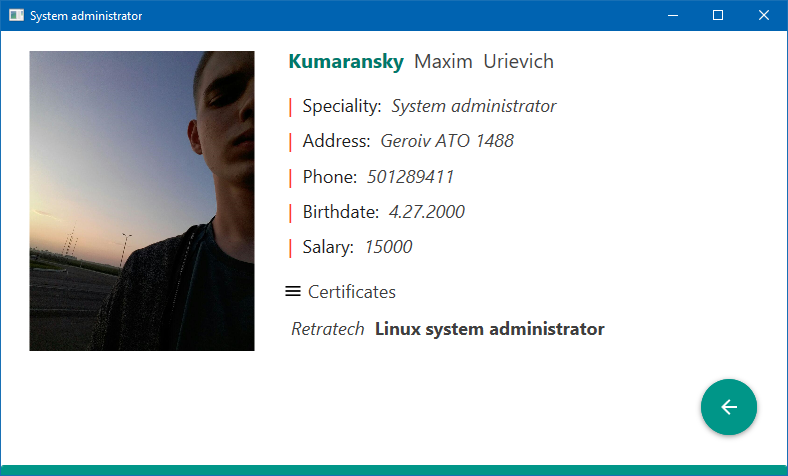 System administrator
Kumaransky Maxim Urievich
Speciality: System administrator
Address: Geroiv ATO 1488
Phone: 501289411
Birthdate: 4.27.2000
Salary: 15000
Certificates
Retratech Linux system administrator